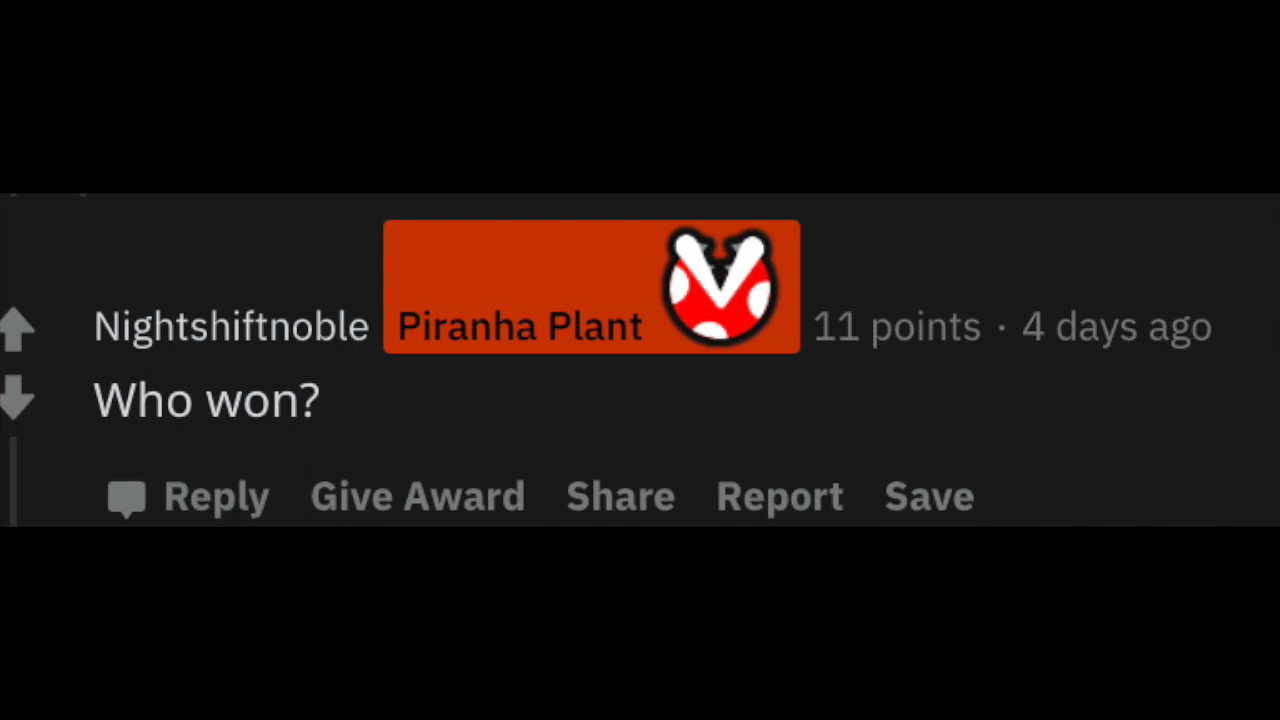 Nightshiftnoble Piranha Plant 11 points · 4 days ago
Who won?
Reply Give Award Share Report Save